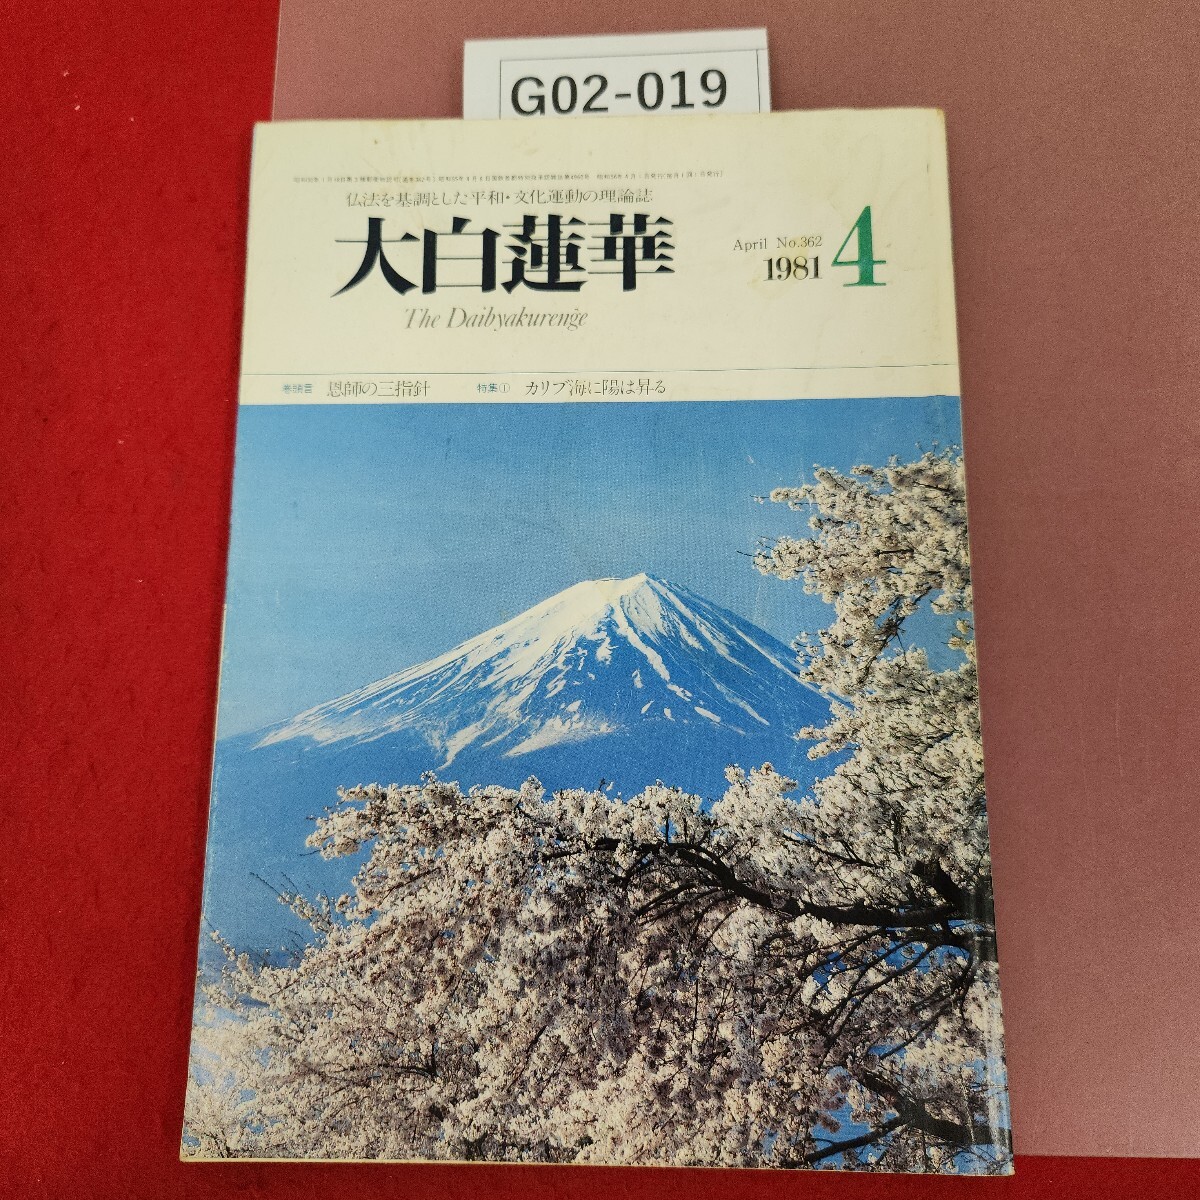 G02-019
仏法を基調とした平和・文化運動の理論誌
大白蓮華
April No.362
1981 4
The Daibyakurenge
巻頭言 恩師の三指針 特集① カリブ海に陽は昇る